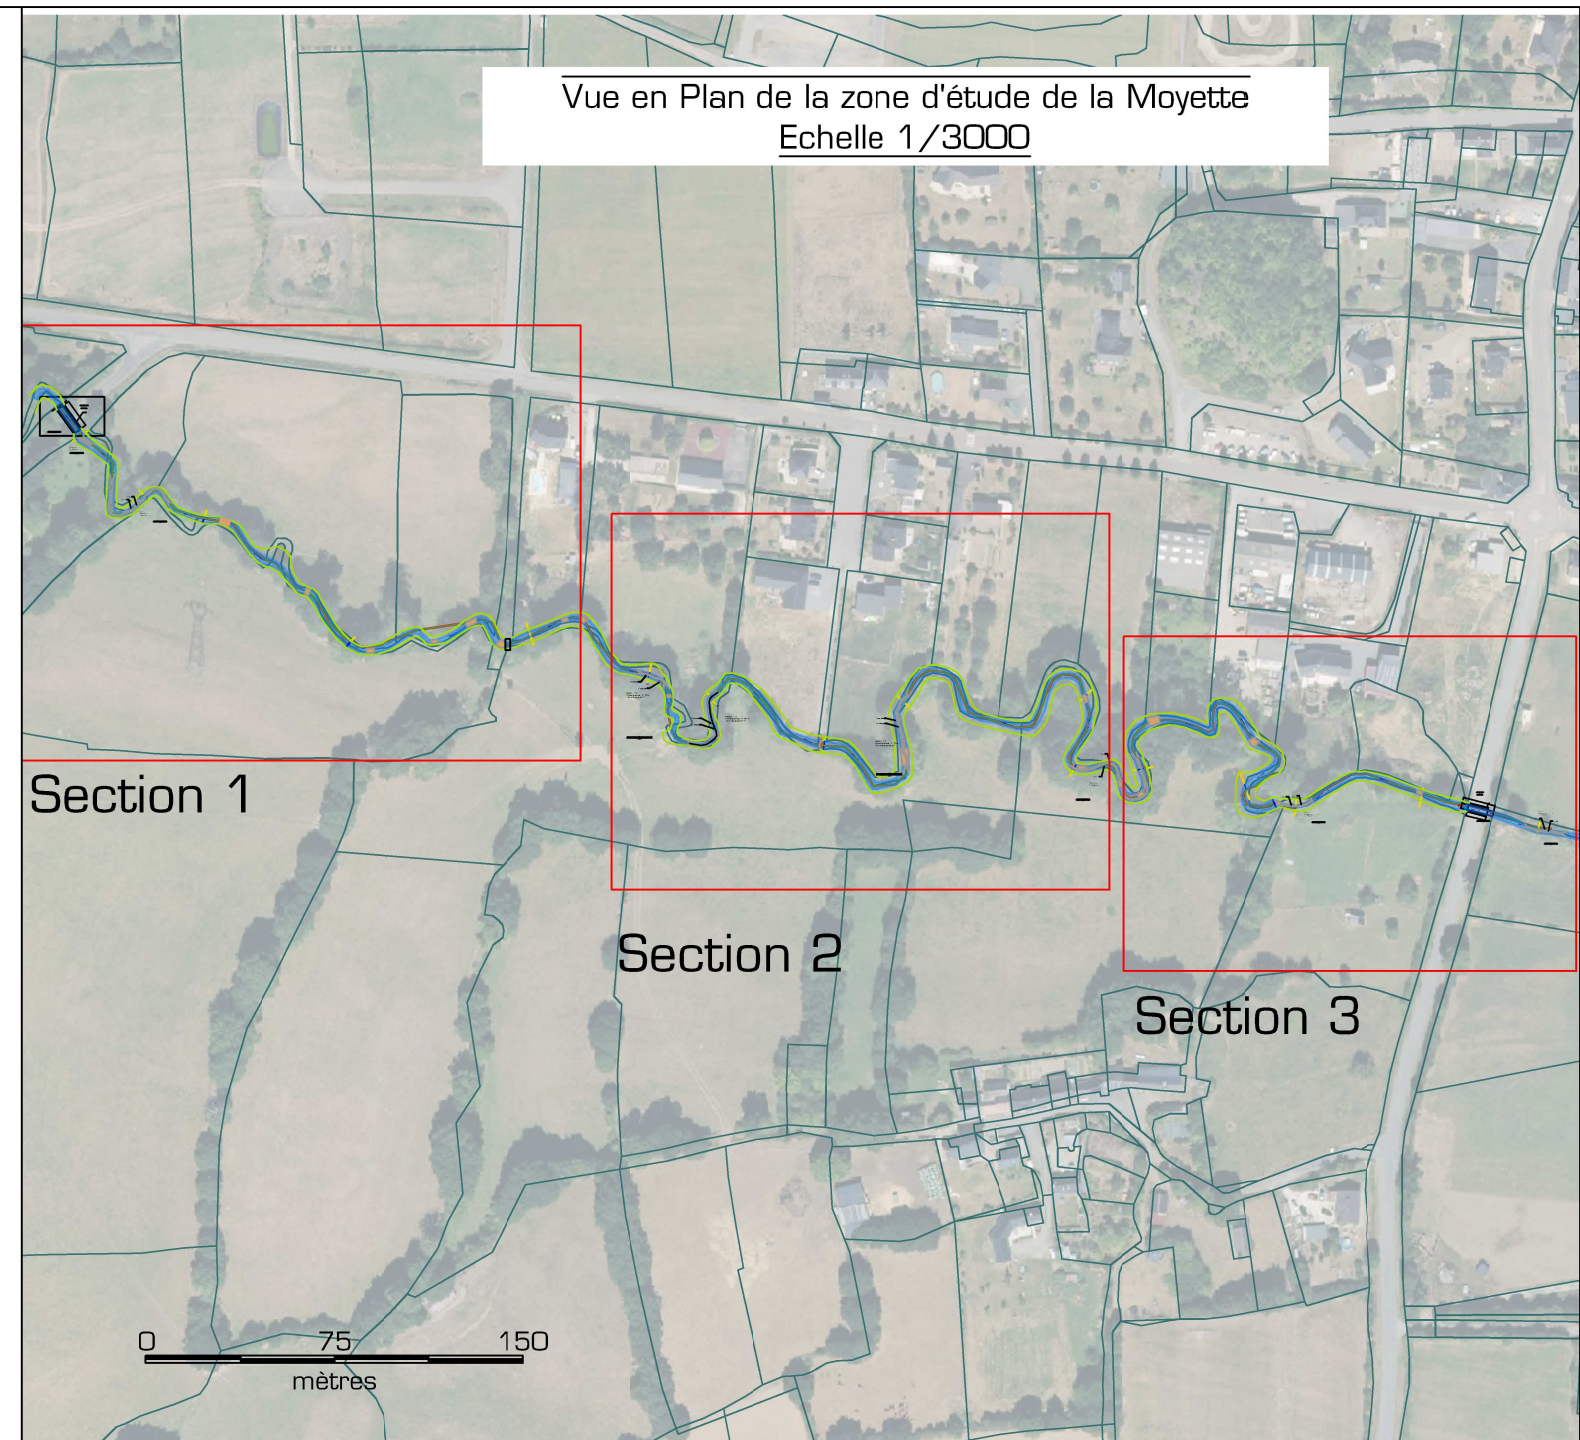 Vue en Plan de la zone d'étude de la Moyette
Echelle 1/3000
Section 1
Section 2
Section 3
0 75 150
mètres